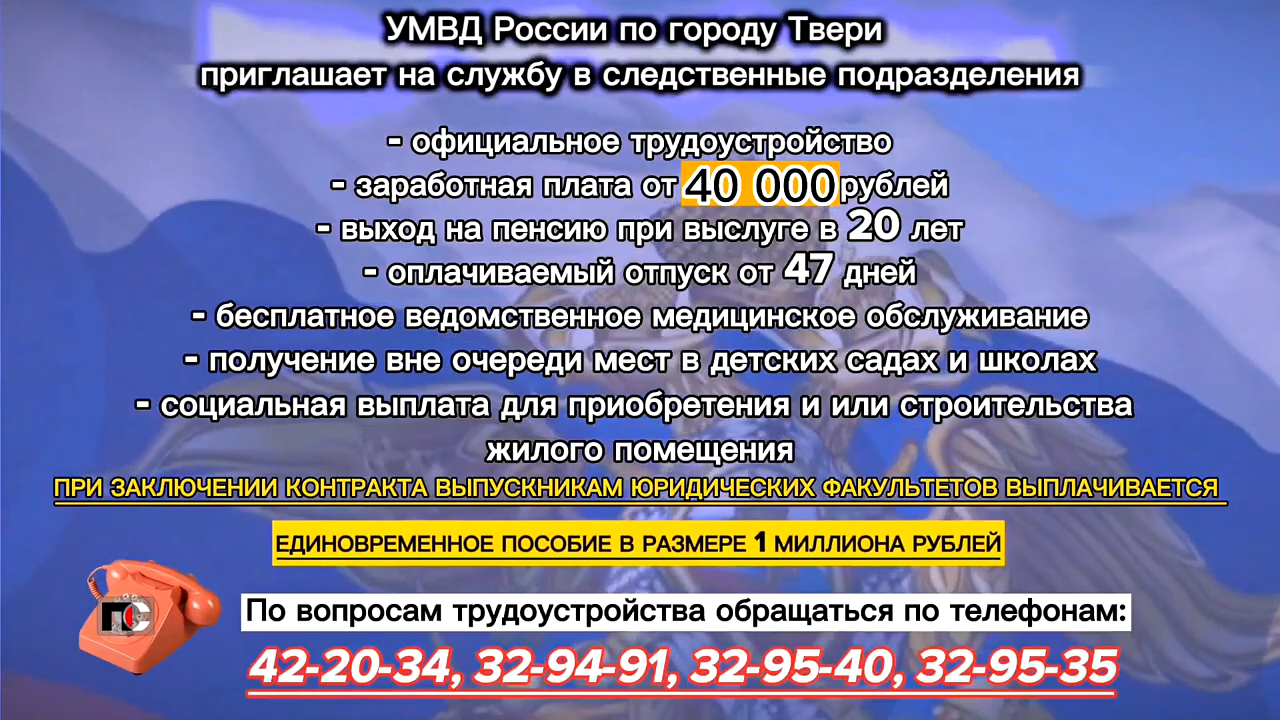 УМВД России по городу Твери
приглашает на службу в следственные подразделения
- официальное трудоустройство
- заработная плата от 40 000 рублей
- выход на пенсию при выслуге в 20 лет
- оплачиваемый отпуск от 47 дней
- бесплатное ведомственное медицинское обслуживание
- получение вне очереди мест в детских садах и школах
- социальная выплата для приобретения и или строительства
жилого помещения
ПРИ ЗАКЛЮЧЕНИИ КОНТРАКТА ВЫПУСКНИКАМ ЮРИДИЧЕСКИХ ФАКУЛЬТЕТОВ ВЫПЛАЧИВАЕТСЯ
ЕДИНОВРЕМЕННОЕ ПОСОБИЕ В РАЗМЕРЕ 1 МИЛЛИОНА РУБЛЕЙ
ПС
По вопросам трудоустройства обращаться по телефонам:
42-20-34, 32-94-91, 32-95-40, 32-95-35